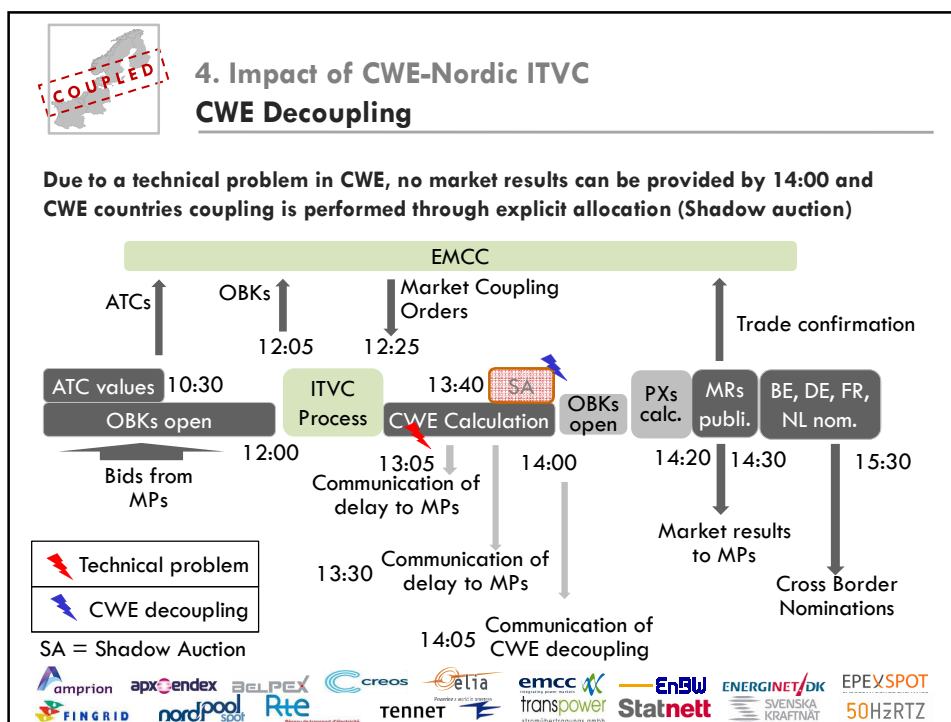 COUPLED
4. Impact of CWE-Nordic ITVC
CWE Decoupling
Due to a technical problem in CWE, no market results can be provided by 14:00 and
CWE countries coupling is performed through explicit allocation (Shadow auction)
EMCC
ATCs
OBKs
Market Coupling
Orders
Trade confirmation
12:05
12:25
ATC values
10:30
ITVC
Process
13:40
SA
OBKs open
CWE Calculation
OBKs
open
PXs
calc.
MRs
publi.
BE, DE, FR,
NL nom.
12:00
13:05
14:00
14:20
14:30
15:30
Bids from
MPs
Communication of
delay to MPs
Market results
to MPs
13:30
Communication of
delay to MPs
Cross Border
Nominations
14:05
Communication of
CWE decoupling
Technical problem
CWE decoupling
SA = Shadow Auction
amprion
apx endex
BELPEX
creos
elia
emcc
EnBW
ENERGINET/DK
EPEXSPOT
FINGRID
nord pool
spot
Rte
TENNET
transpower
Statnett
SVENSKA
KRAFTNÄT
50HERTZ